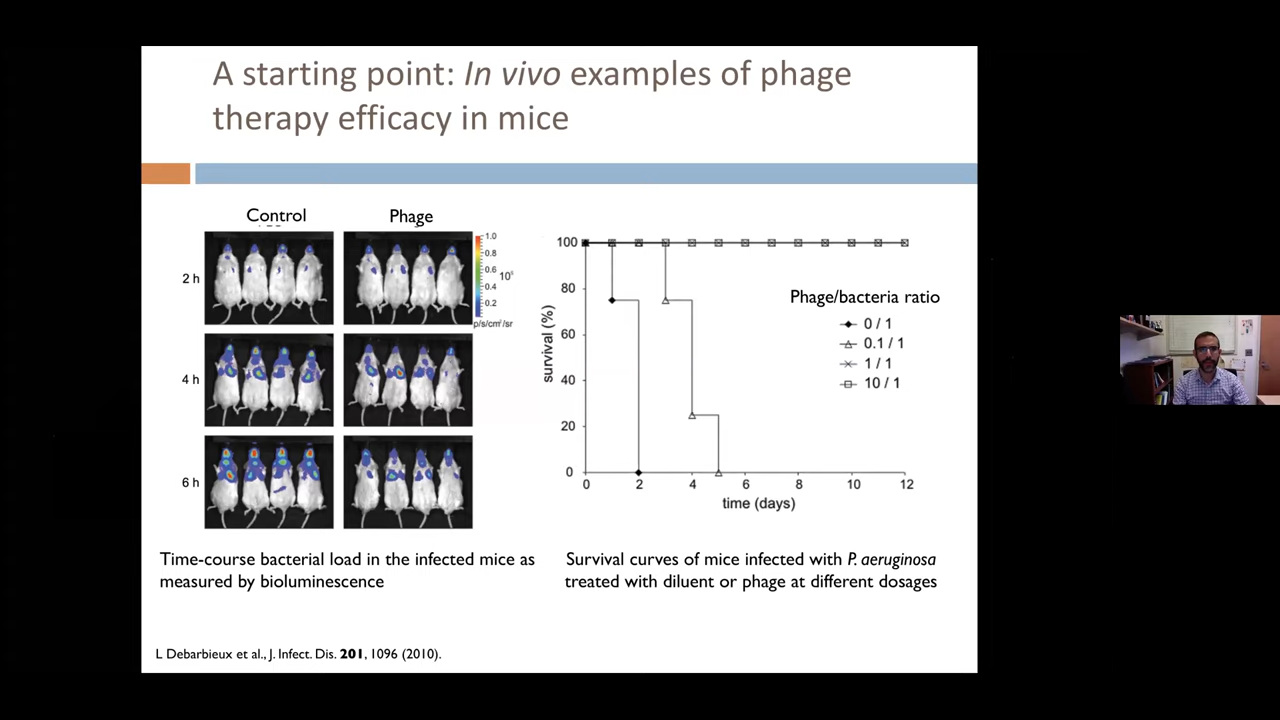 A starting point: In vivo examples of phage
therapy efficacy in mice
Control
Phage
2 h
4 h
6 h
1.0
0.8
0.6
0.4
0.2
10⁶
p/s/cm²/sr
Time-course bacterial load in the infected mice as
measured by bioluminescence
survival (%)
100
80
60
40
20
0
0 2 4 6 8 10 12
time (days)
Phage/bacteria ratio
0 / 1
0.1 / 1
1 / 1
10 / 1
Survival curves of mice infected with P. aeruginosa
treated with diluent or phage at different dosages
L Debarbieux et al., J. Infect. Dis. 201, 1096 (2010).